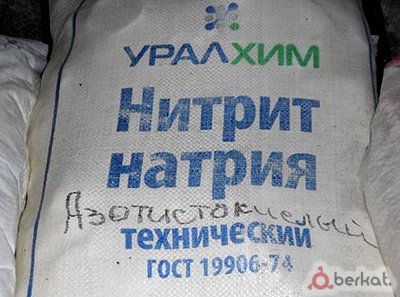 УРАЛХИМ
Нитрит
натрия
Азотистокислый
технический
ГОСТ 19906-74
berkat.